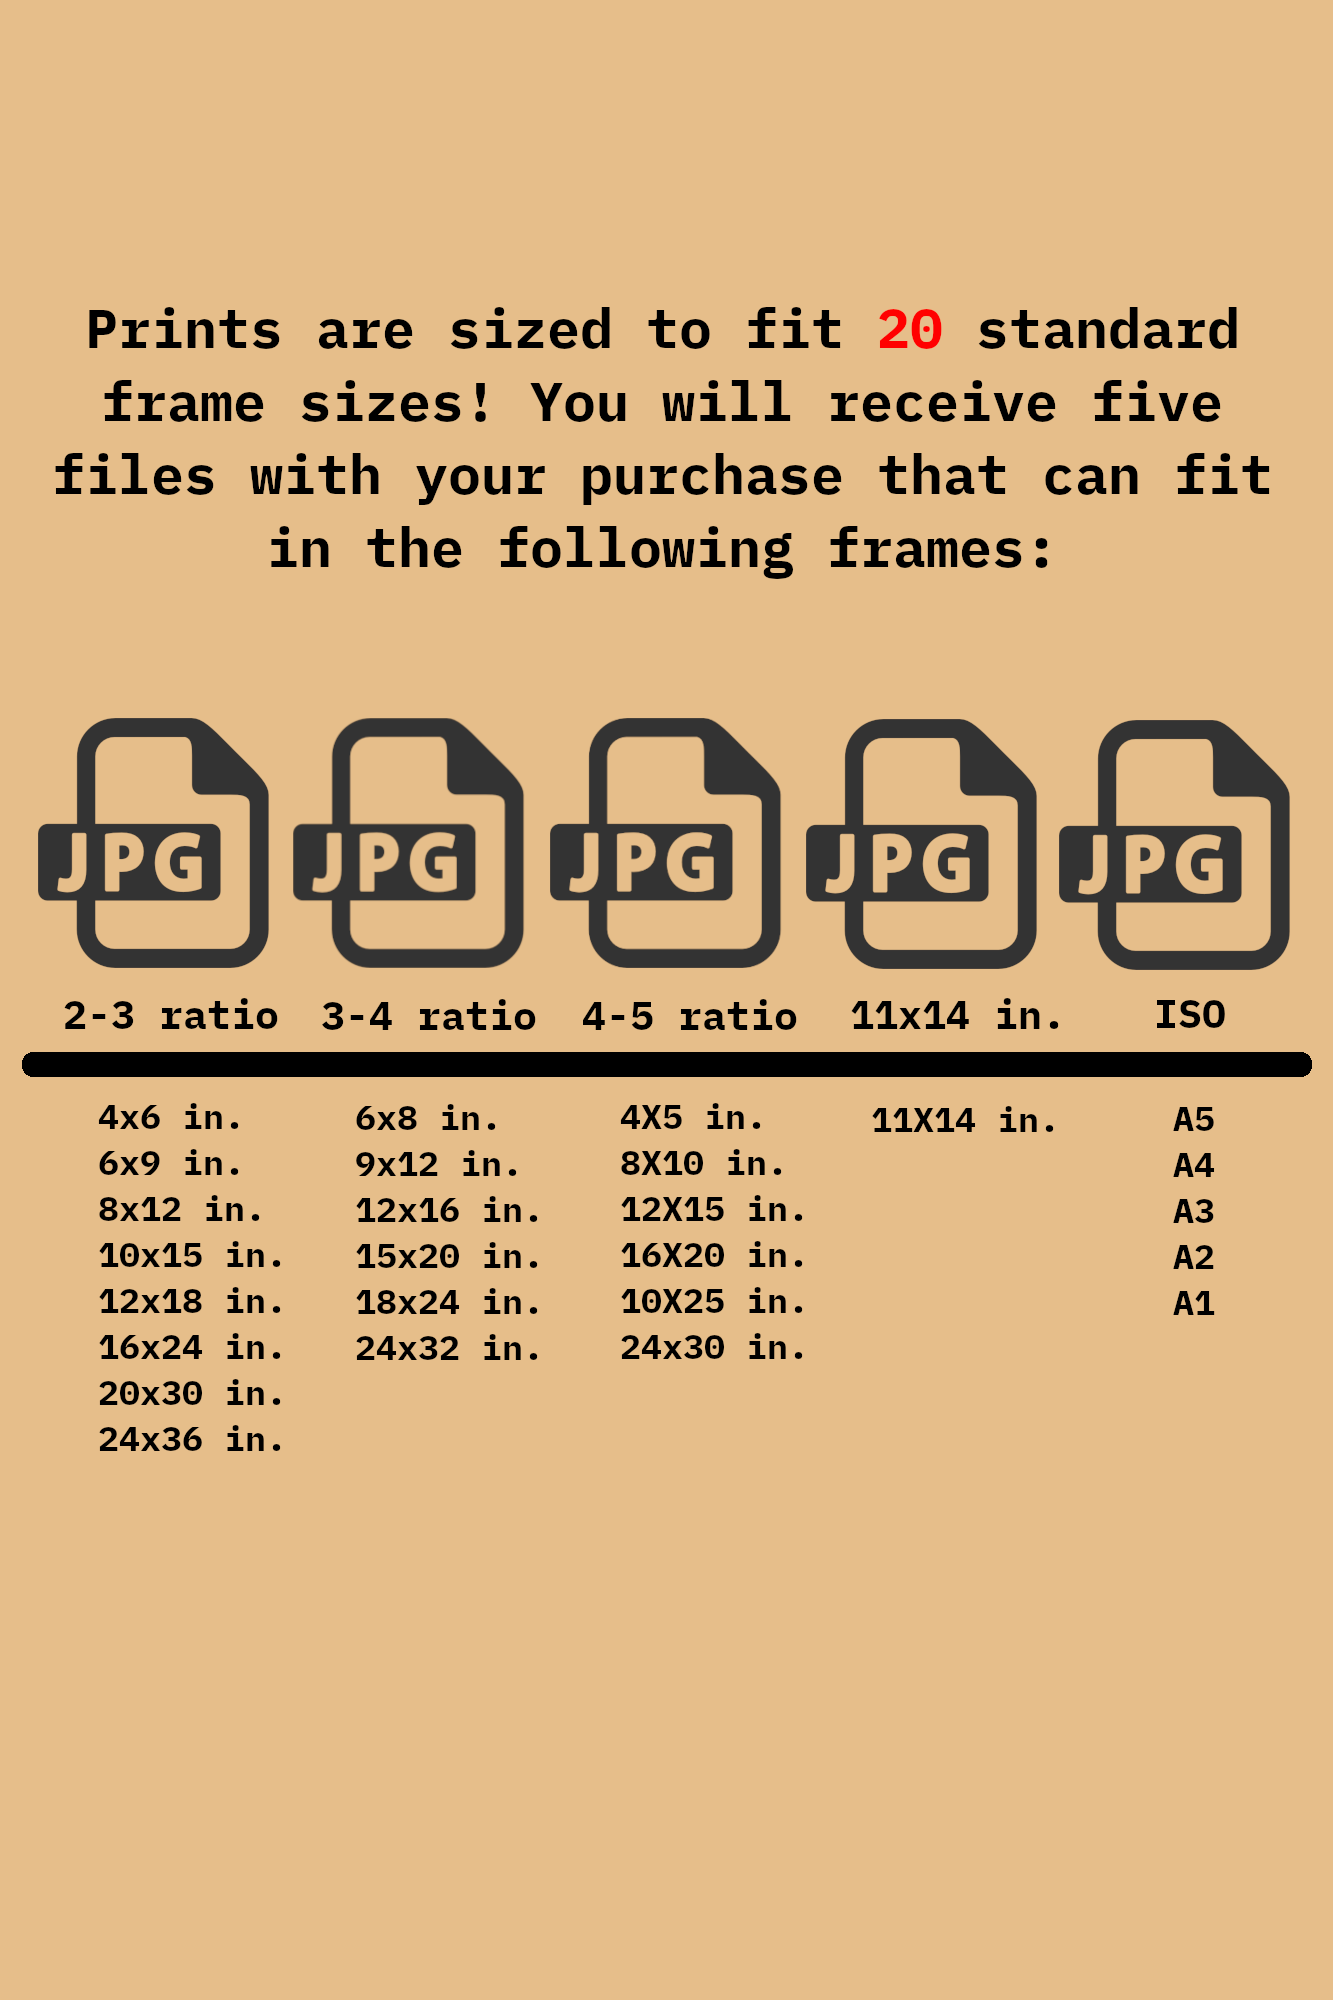 Prints are sized to fit 20 standard
frame sizes! You will receive five
files with your purchase that can fit
in the following frames:
JPG JPG JPG JPG JPG
2-3 ratio 3-4 ratio 4-5 ratio 11x14 in. ISO
4x6 in. 6x8 in. 4X5 in. 11X14 in. A5
6x9 in. 9x12 in. 8X10 in. A4
8x12 in. 12x16 in. 12X15 in. A3
10x15 in. 15x20 in. 16X20 in. A2
12x18 in. 18x24 in. 10X25 in. A1
16x24 in. 24x32 in. 24x30 in.
20x30 in.
24x36 in.